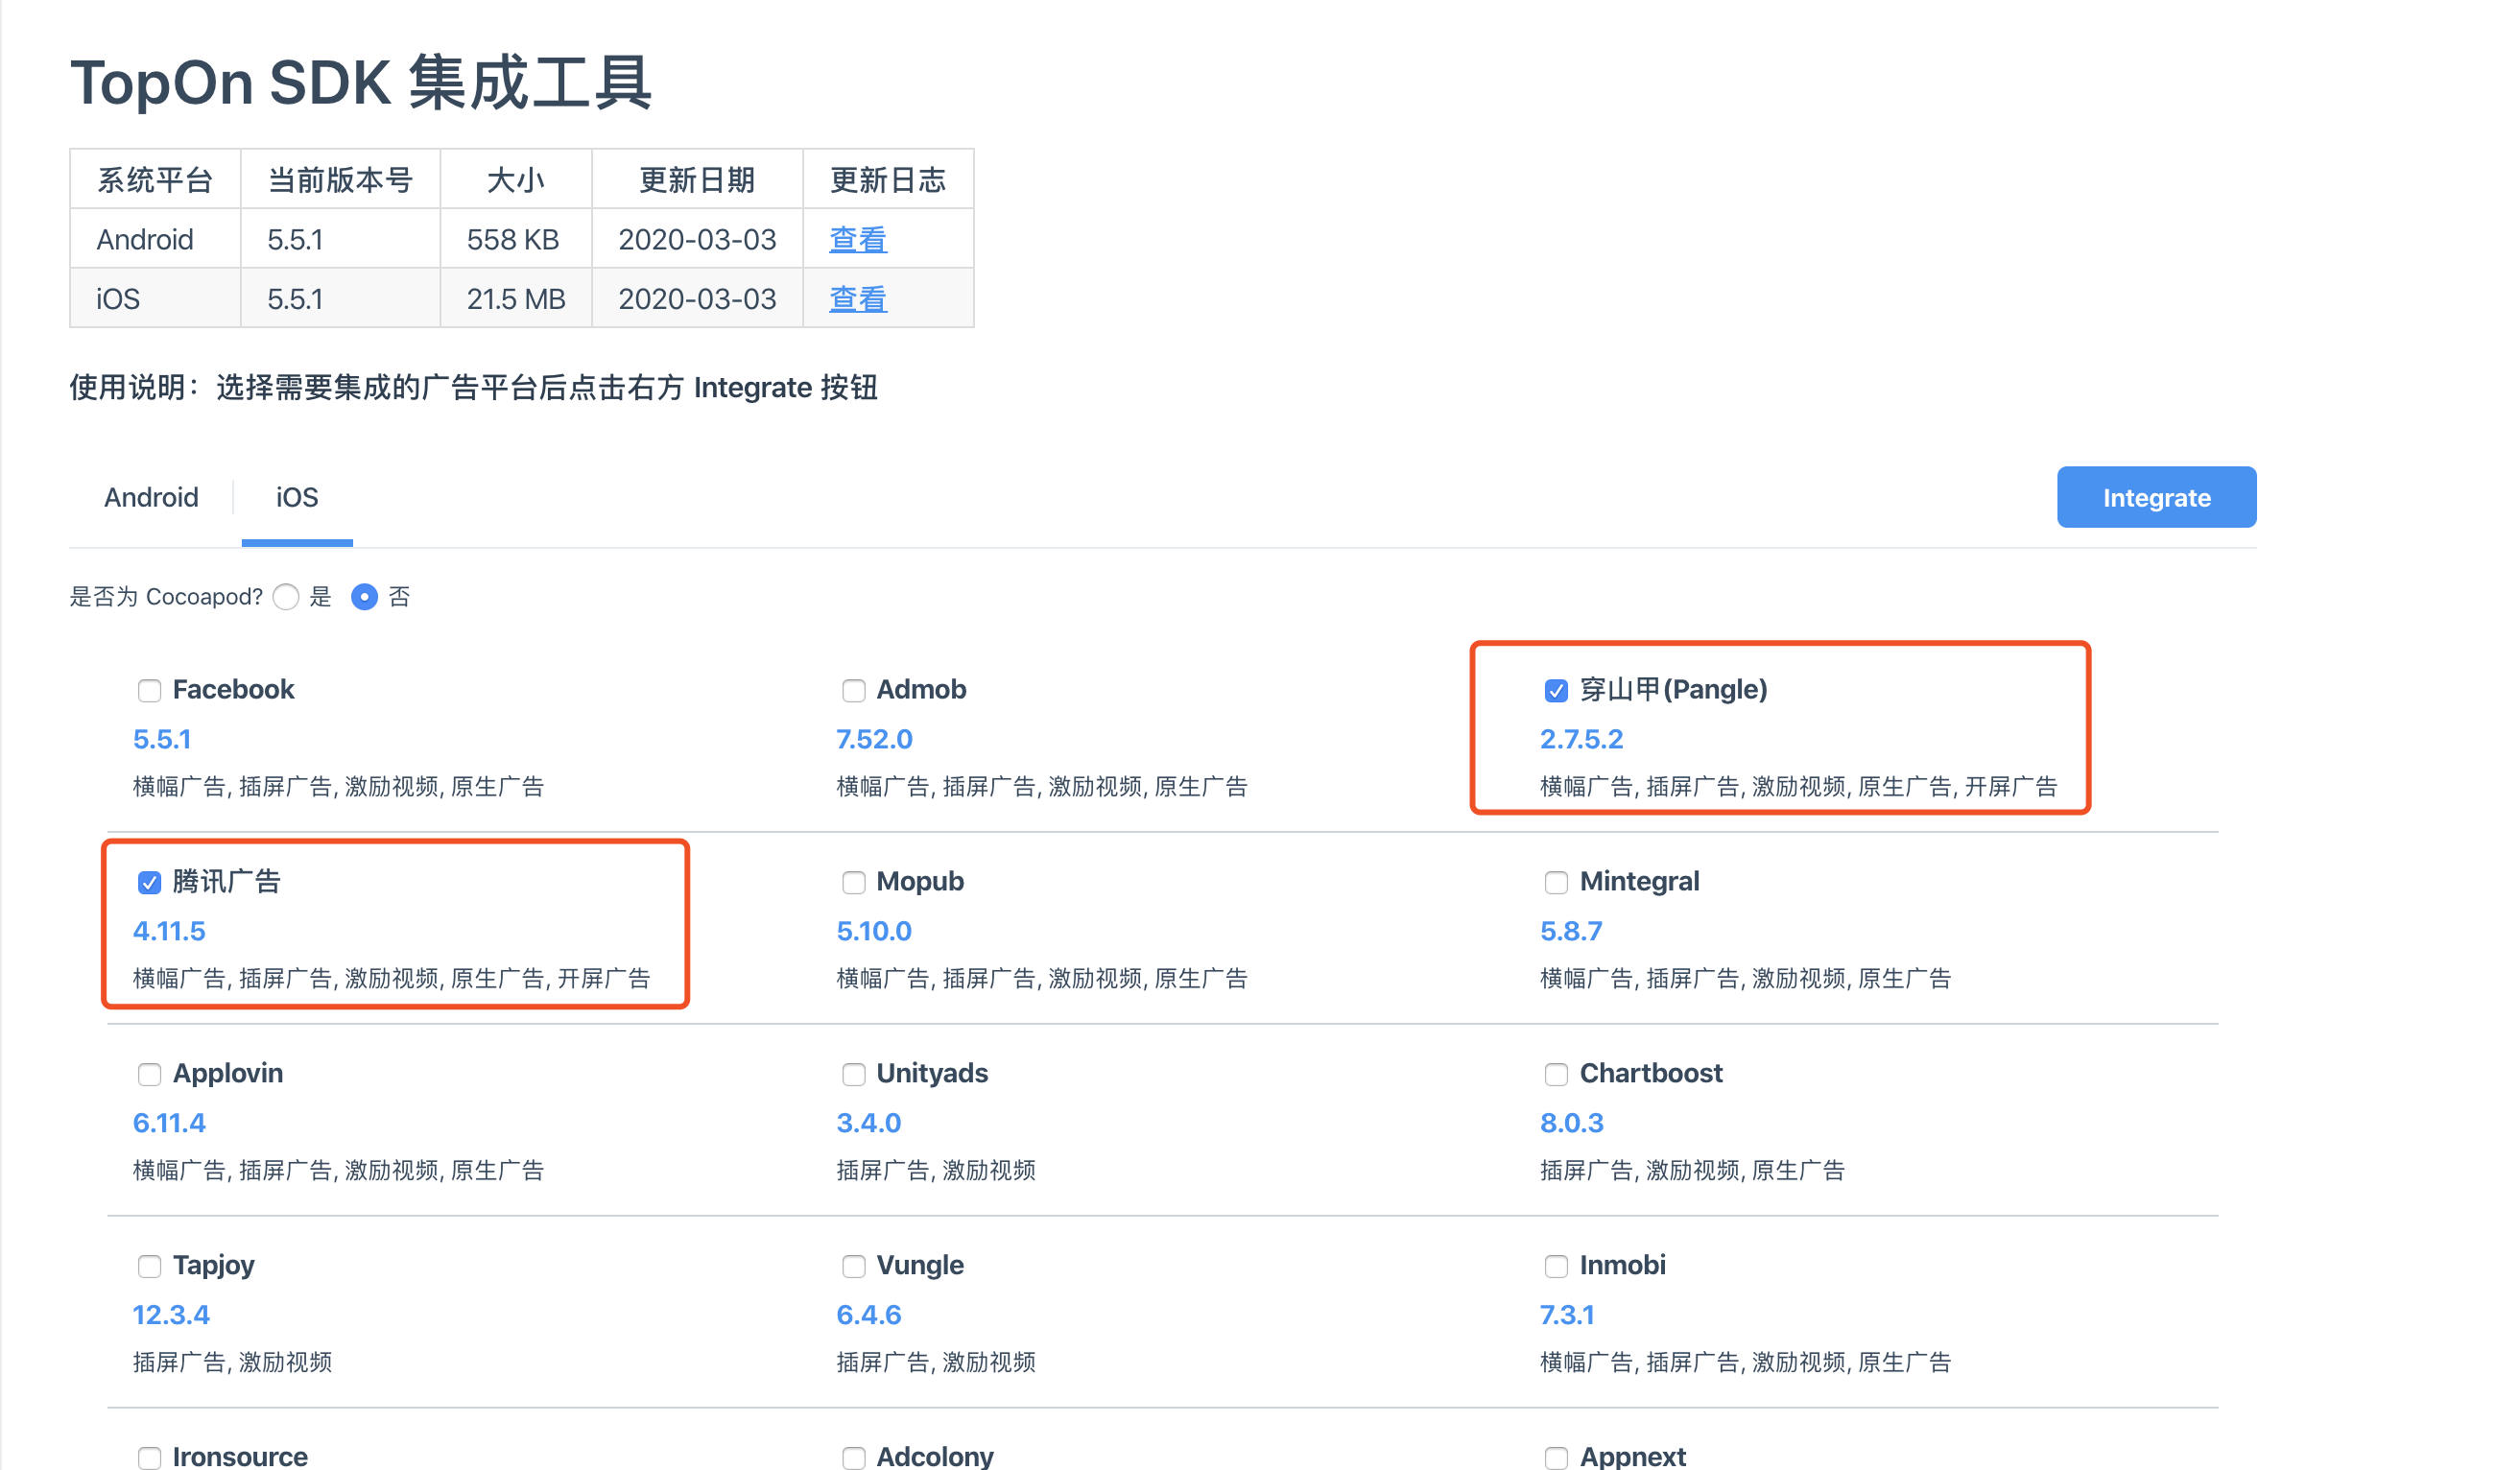 TopOn SDK 集成工具
系统平台 当前版本号 大小 更新日期 更新日志
Android 5.5.1 558 KB 2020-03-03 查看
iOS 5.5.1 21.5 MB 2020-03-03 查看
使用说明：选择需要集成的广告平台后点击右方 Integrate 按钮
Android iOS Integrate
是否为 Cocoapod? 是 否
Facebook Admob 穿山甲(Pangle)
5.5.1 7.52.0 2.7.5.2
横幅广告, 插屏广告, 激励视频, 原生广告 横幅广告, 插屏广告, 激励视频, 原生广告 横幅广告, 插屏广告, 激励视频, 原生广告, 开屏广告
腾讯广告 Mopub Mintegral
4.11.5 5.10.0 5.8.7
横幅广告, 插屏广告, 激励视频, 原生广告, 开屏广告 横幅广告, 插屏广告, 激励视频, 原生广告 横幅广告, 插屏广告, 激励视频, 原生广告
Applovin Unityads Chartboost
6.11.4 3.4.0 8.0.3
横幅广告, 插屏广告, 激励视频, 原生广告 插屏广告, 激励视频 插屏广告, 激励视频, 原生广告
Tapjoy Vungle Inmobi
12.3.4 6.4.6 7.3.1
插屏广告, 激励视频 插屏广告, 激励视频 横幅广告, 插屏广告, 激励视频, 原生广告
Ironsource Adcolony Appnext